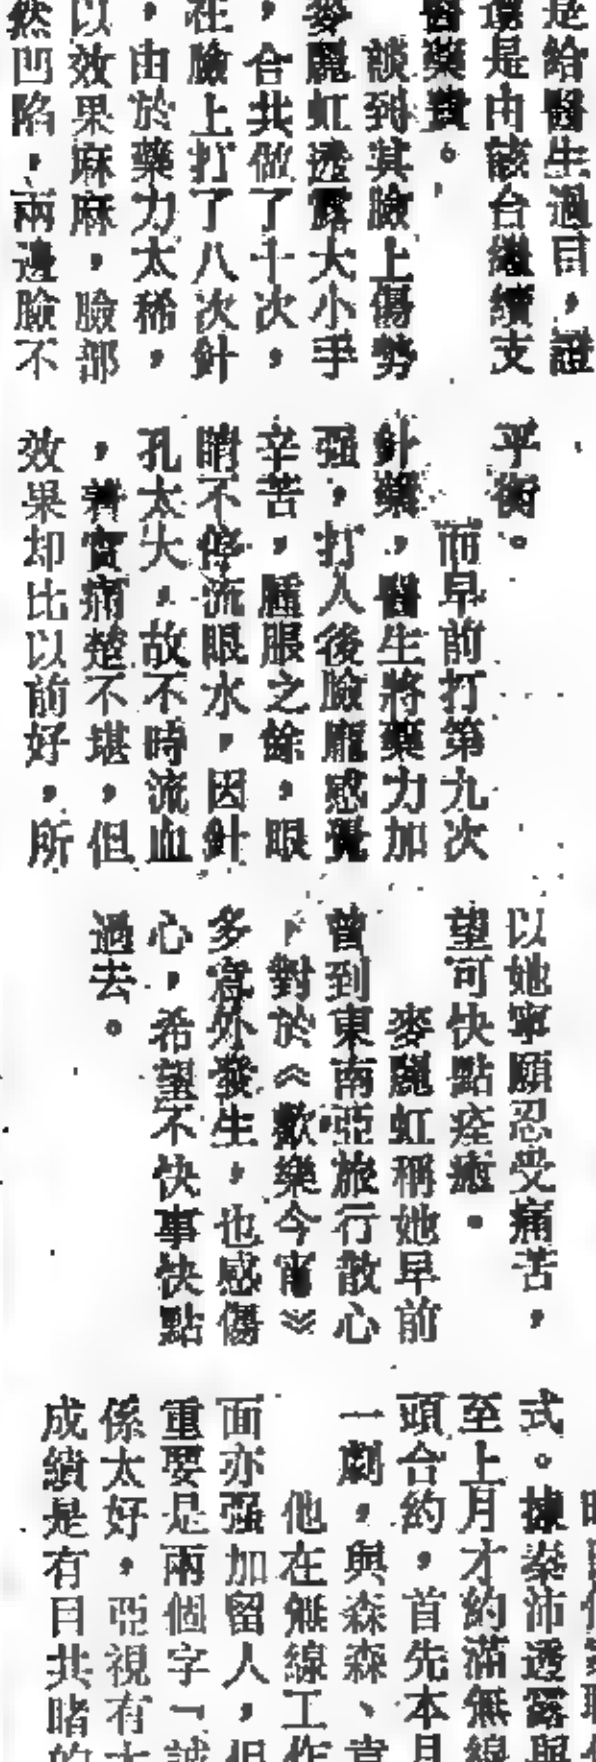 是給醫生過目，證
還是由該台繼續支
醫藥費。
談到其臉上傷勢
麥麗虹透露大小手
，合共做了十次，
在臉上打了八次針
，由於藥力太稀，
以效果麻麻，臉部
然凹陷，兩邊臉不
平衡。
而早前打第九次
針藥，醫生將藥力加
强，打入後臉龐感覺
辛苦，腫脹之餘，眼
睛不停流眼水，因針
孔太大，故不時流血
，着實痛楚不堪，但
效果却比以前好，所
以她寧願忍受痛苦，
望可快點痊癒。
麥麗虹稱她早前
曾到東南亞旅行散心
，對於《歡樂今宵》
多意外發生，也感傷
心，希望不快事快點
過去。
式。據秦沛透露與
至上月才約滿無線
頭合約，首先本月
一劇，與森森、
他在無線工作
面亦强加留人，但
重要是兩個字「誠
係太好，亞視有
成績是有目共睹的